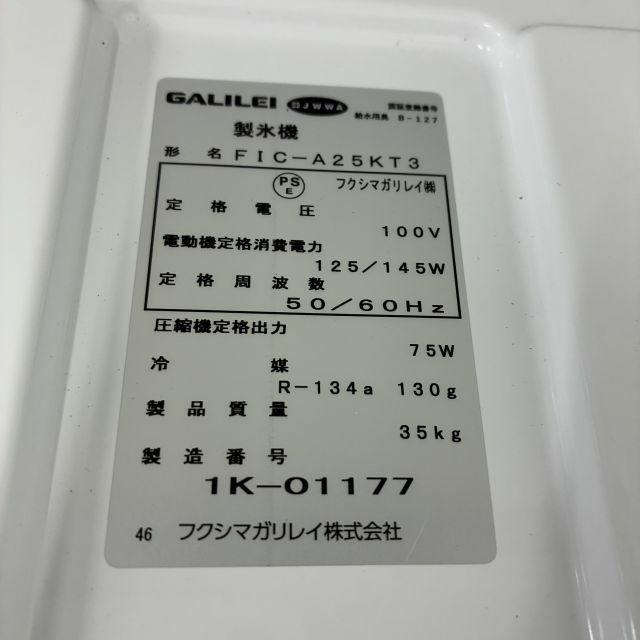 GALILEI JWWA 認証登録番号
給水用具 B-127
製氷機
形名 FIC-A25KT3
PSE フクシマガリレイ㈱
定格電圧
100V
電動機定格消費電力
125/145W
定格周波数
50/60Hz
圧縮機定格出力
75W
冷媒
R-134a 130g
製品質量
35kg
製造番号
1K-01177
46 フクシマガリレイ株式会社